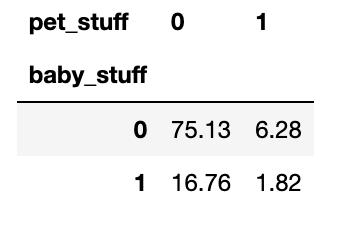 pet_stuff 0 1
baby_stuff
0 75.13 6.28
1 16.76 1.82